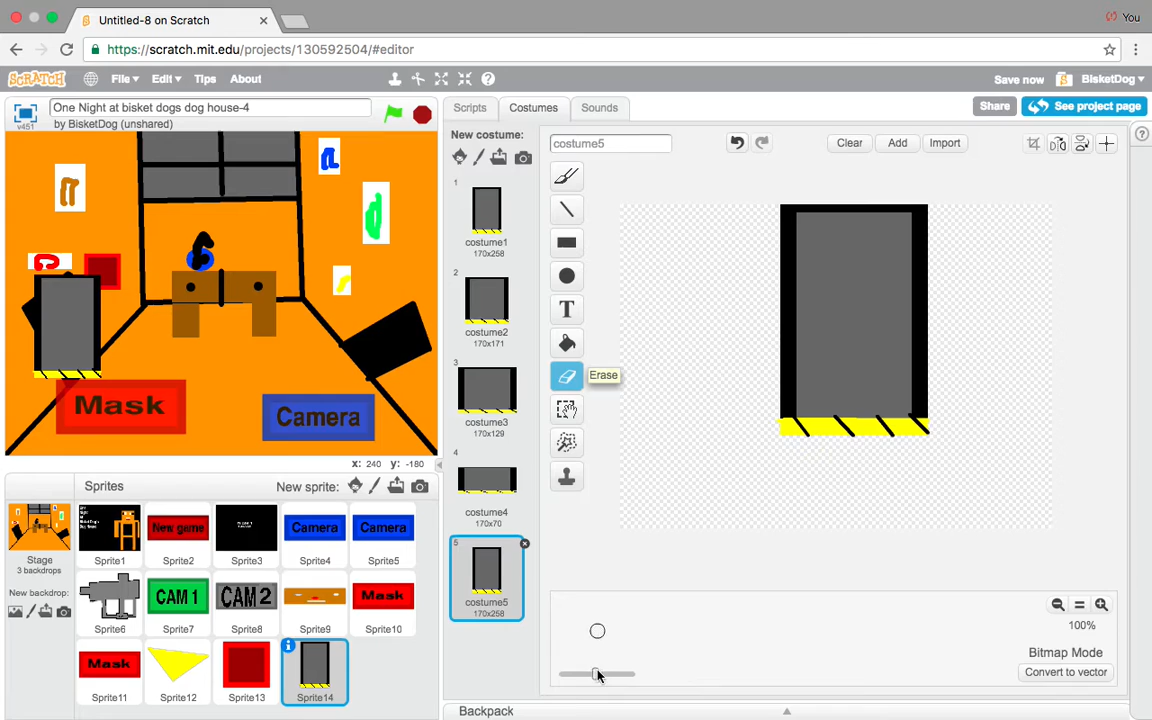 Untitled-8 on Scratch
You
https://scratch.mit.edu/projects/130592504/#editor
SCRATCH
File
Edit
Tips
About
Save now
BisketDog
v451
One Night at bisket dogs dog house-4
by BisketDog (unshared)
Scripts
Costumes
Sounds
Share
See project page
New costume:
costume5
Clear
Add
Import
1
costume1
170x258
2
costume2
170x171
3
costume3
170x129
4
costume4
170x70
5
costume5
170x258
T
Erase
Mask
Camera
x: 240 y: -180
Sprites
New sprite:
Stage
3 backdrops
New backdrop:
Sprite1
New game
Sprite2
Sprite3
Camera
Sprite4
Camera
Sprite5
Sprite6
CAM 1
Sprite7
CAM 2
Sprite8
Sprite9
Mask
Sprite10
Mask
Sprite11
Sprite12
Sprite13
Sprite14
100%
Bitmap Mode
Convert to vector
Backpack